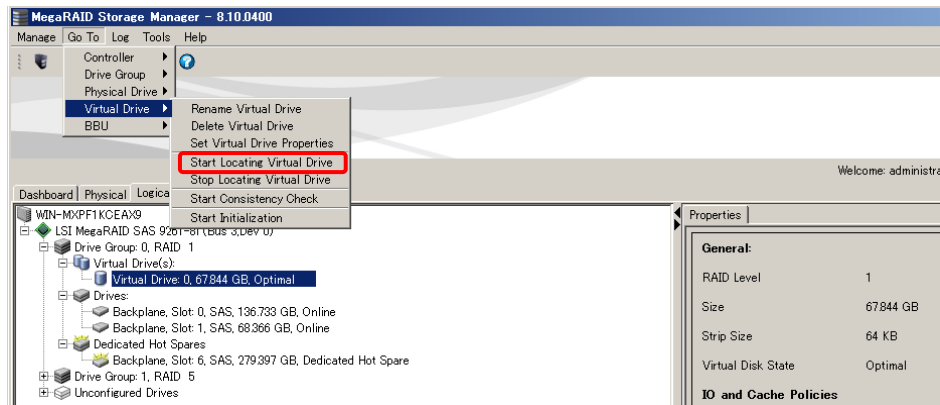 MegaRAID Storage Manager - 8.10.0400
Manage Go To Log Tools Help
Controller
Drive Group
Physical Drive
Virtual Drive
BBU
Rename Virtual Drive
Delete Virtual Drive
Set Virtual Drive Properties
Start Locating Virtual Drive
Stop Locating Virtual Drive
Start Consistency Check
Start Initialization
Welcome: administra
Dashboard Physical Logica
WIN-MXPF1KCEAX9
LSI MegaRAID SAS 9261-8i (Bus 3,Dev 0)
Drive Group: 0, RAID 1
Virtual Drive(s):
Virtual Drive: 0, 67.844 GB, Optimal
Drives:
Backplane, Slot: 0, SAS, 136.733 GB, Online
Backplane, Slot: 1, SAS, 68.366 GB, Online
Dedicated Hot Spares
Backplane, Slot: 6, SAS, 279.397 GB, Dedicated Hot Spare
Drive Group: 1, RAID 5
Unconfigured Drives
Properties
General:
RAID Level 1
Size 67.844 GB
Strip Size 64 KB
Virtual Disk State Optimal
IO and Cache Policies